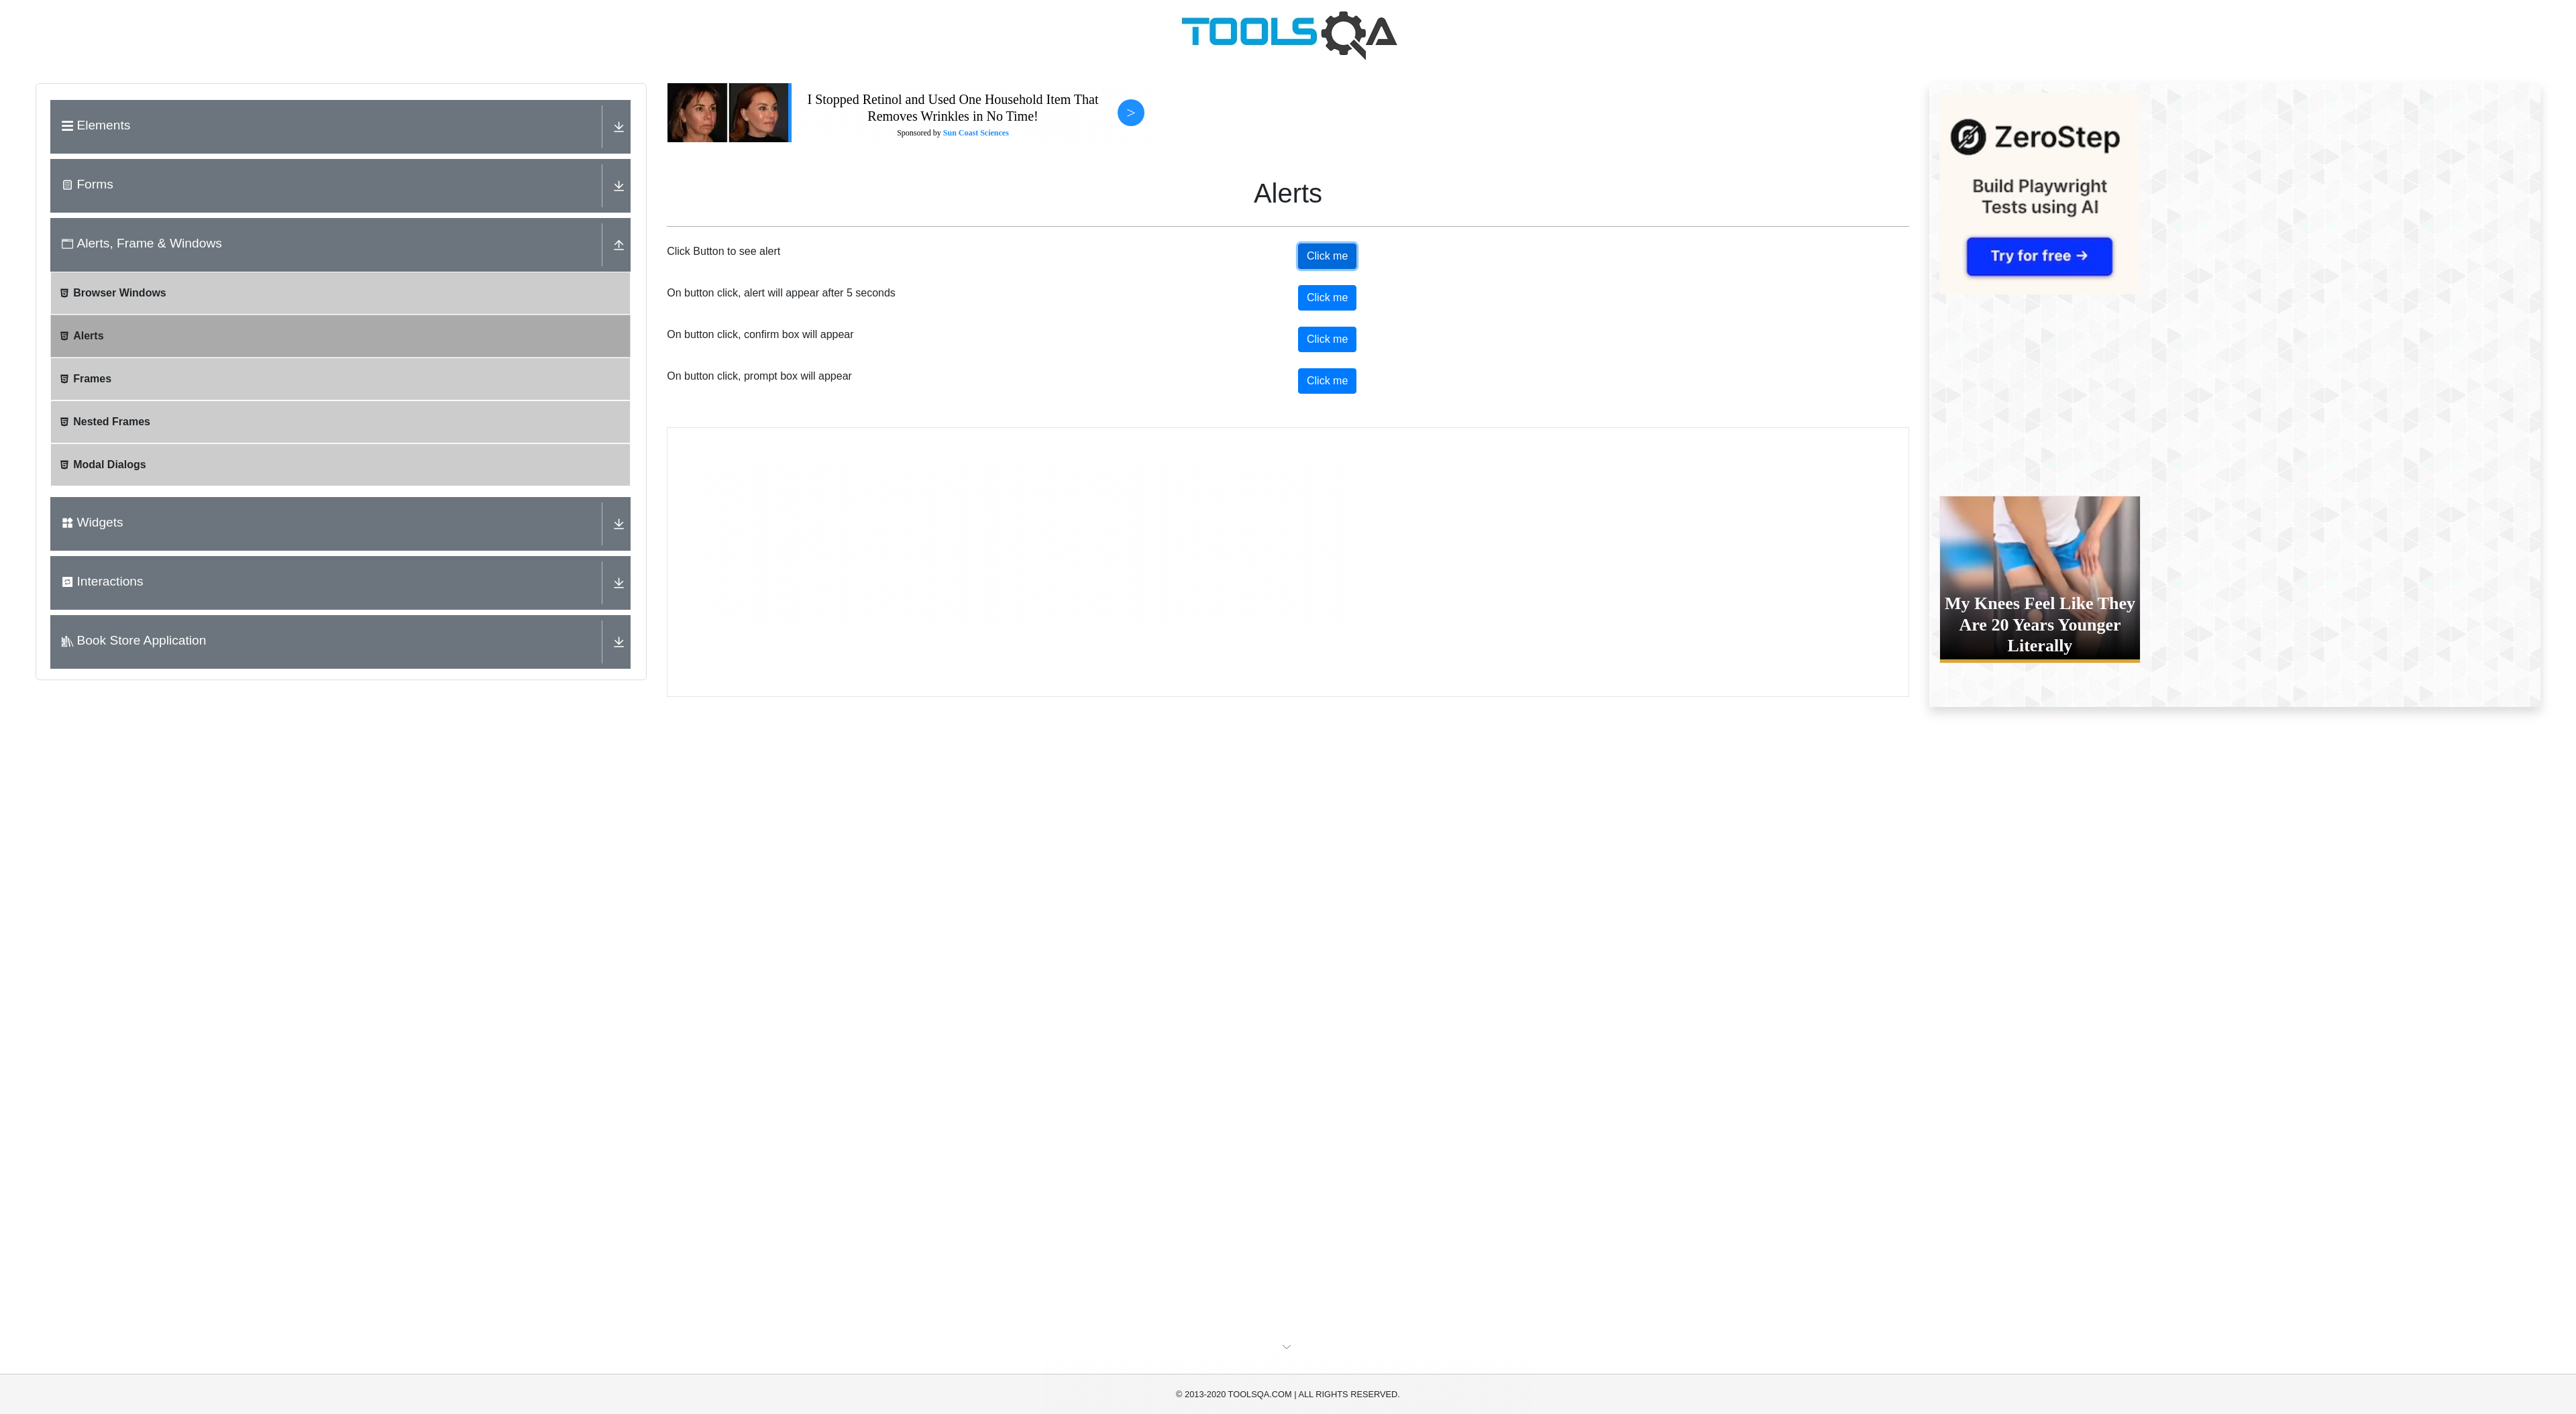 TOOLSQA
Elements
Forms
Alerts, Frame & Windows
Browser Windows
Alerts
Frames
Nested Frames
Modal Dialogs
Widgets
Interactions
Book Store Application
I Stopped Retinol and Used One Household Item That
Removes Wrinkles in No Time!
Sponsored by Sun Coast Sciences
>
Alerts
Click Button to see alert
Click me
On button click, alert will appear after 5 seconds
Click me
On button click, confirm box will appear
Click me
On button click, prompt box will appear
Click me
ZeroStep
Build Playwright
Tests using AI
Try for free →
My Knees Feel Like They
Are 20 Years Younger
Literally
© 2013-2020 TOOLSQA.COM | ALL RIGHTS RESERVED.